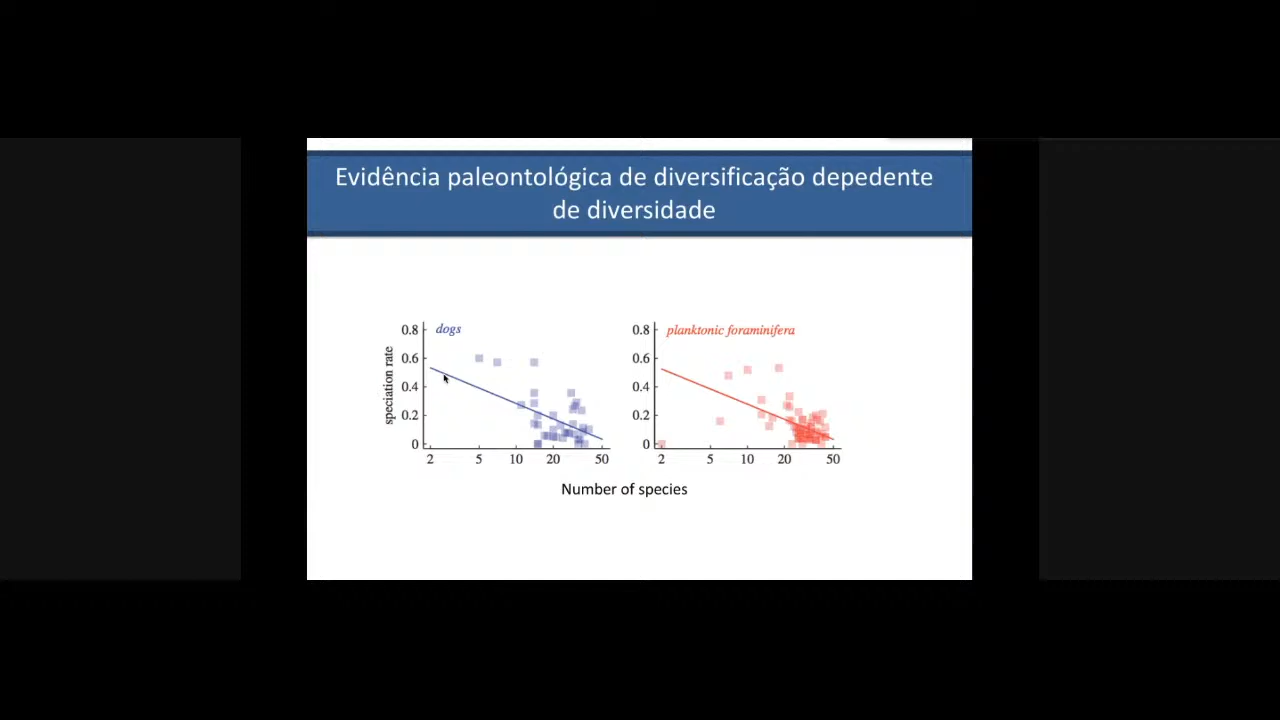 Evidência paleontológica de diversificação depedente
de diversidade
dogs
planktonic foraminifera
speciation rate
0.8
0.6
0.4
0.2
0
2 5 10 20 50
0.8
0.6
0.4
0.2
0
2 5 10 20 50
Number of species